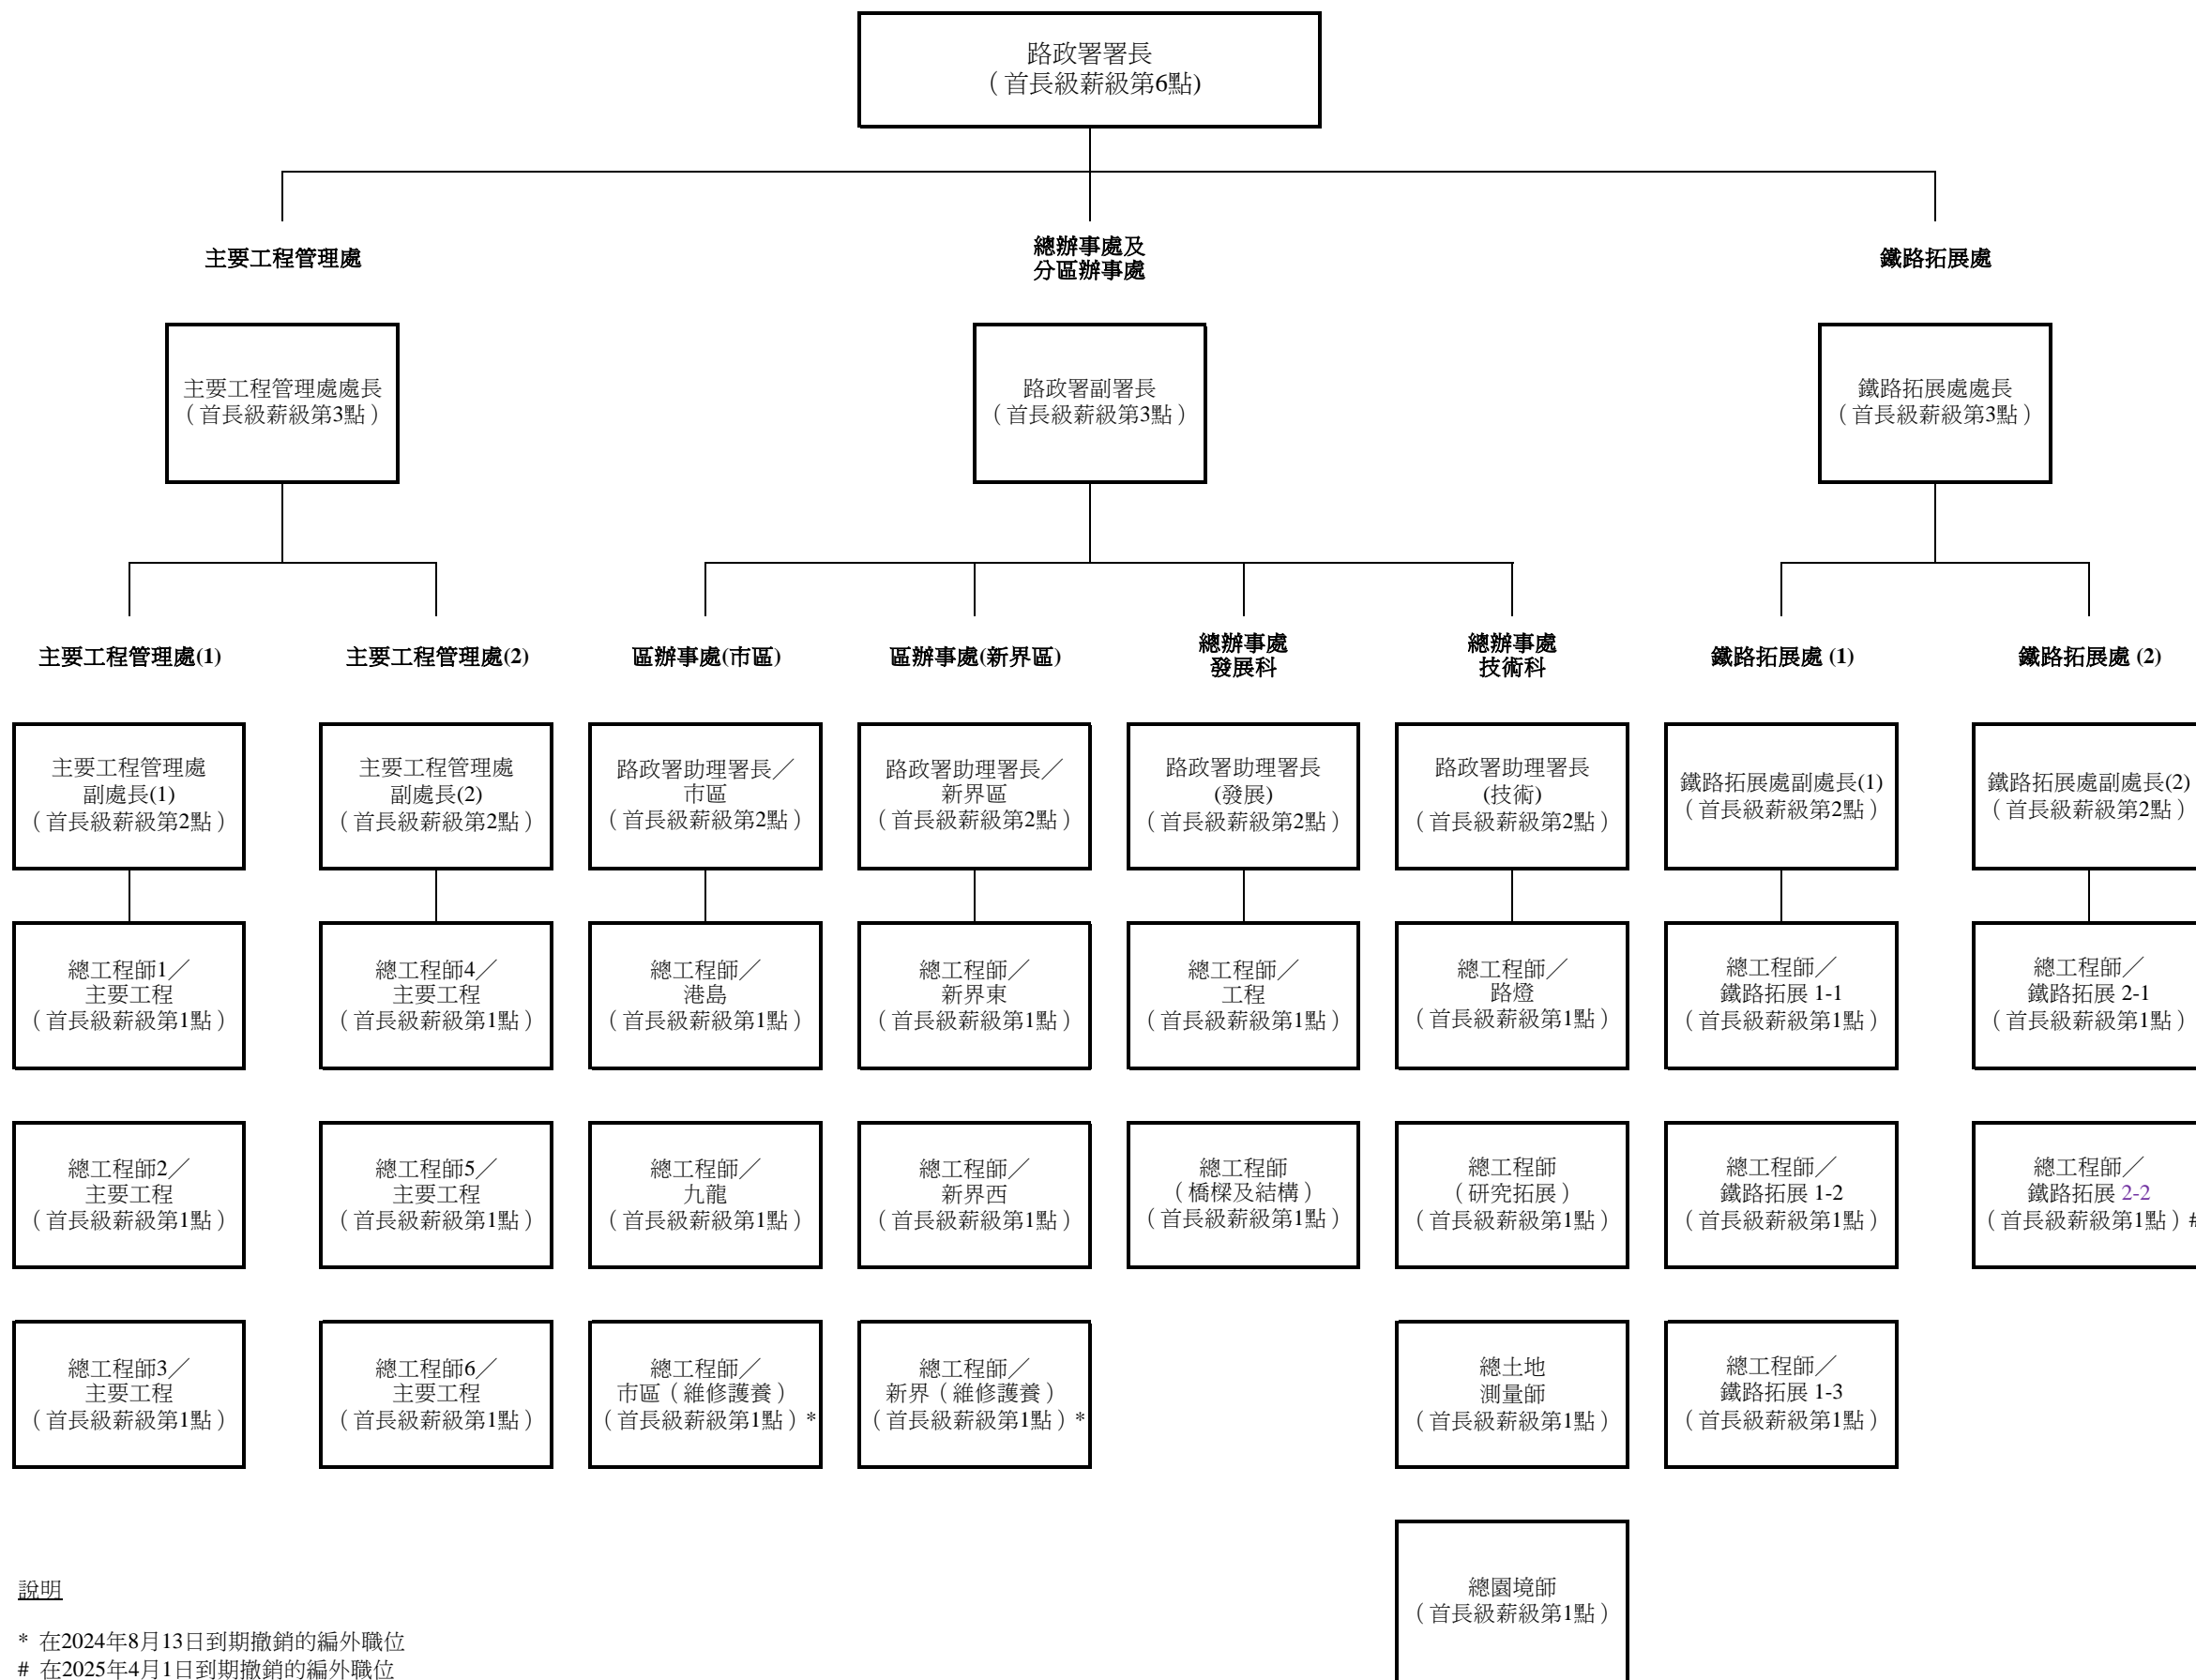 路政署署長
（首長級薪級第6點)
主要工程管理處
總辦事處及
分區辦事處
鐵路拓展處
主要工程管理處處長
（首長級薪級第3點）
路政署副署長
（首長級薪級第3點）
鐵路拓展處處長
（首長級薪級第3點）
主要工程管理處(1)
主要工程管理處(2)
區辦事處(市區)
區辦事處(新界區)
總辦事處
發展科
總辦事處
技術科
鐵路拓展處 (1)
鐵路拓展處 (2)
主要工程管理處
副處長(1)
（首長級薪級第2點）
主要工程管理處
副處長(2)
（首長級薪級第2點）
路政署助理署長／
市區
（首長級薪級第2點）
路政署助理署長／
新界區
（首長級薪級第2點）
路政署助理署長
(發展)
（首長級薪級第2點）
路政署助理署長
(技術)
（首長級薪級第2點）
鐵路拓展處副處長(1)
（首長級薪級第2點）
鐵路拓展處副處長(2)
（首長級薪級第2點）
總工程師1／
主要工程
（首長級薪級第1點）
總工程師4／
主要工程
（首長級薪級第1點）
總工程師／
港島
（首長級薪級第1點）
總工程師／
新界東
（首長級薪級第1點）
總工程師／
工程
（首長級薪級第1點）
總工程師／
路燈
（首長級薪級第1點）
總工程師／
鐵路拓展 1-1
（首長級薪級第1點）
總工程師／
鐵路拓展 2-1
（首長級薪級第1點）
總工程師2／
主要工程
（首長級薪級第1點）
總工程師5／
主要工程
（首長級薪級第1點）
總工程師／
九龍
（首長級薪級第1點）
總工程師／
新界西
（首長級薪級第1點）
總工程師
（橋樑及結構）
（首長級薪級第1點）
總工程師
（研究拓展）
（首長級薪級第1點）
總工程師／
鐵路拓展 1-2
（首長級薪級第1點）
總工程師／
鐵路拓展 2-2
（首長級薪級第1點）#
總工程師3／
主要工程
（首長級薪級第1點）
總工程師6／
主要工程
（首長級薪級第1點）
總工程師／
市區（維修護養）
（首長級薪級第1點）*
總工程師／
新界（維修護養）
（首長級薪級第1點）*
總土地
測量師
（首長級薪級第1點）
總工程師／
鐵路拓展 1-3
（首長級薪級第1點）
總園境師
（首長級薪級第1點）
說明
* 在2024年8月13日到期撤銷的編外職位
# 在2025年4月1日到期撤銷的編外職位